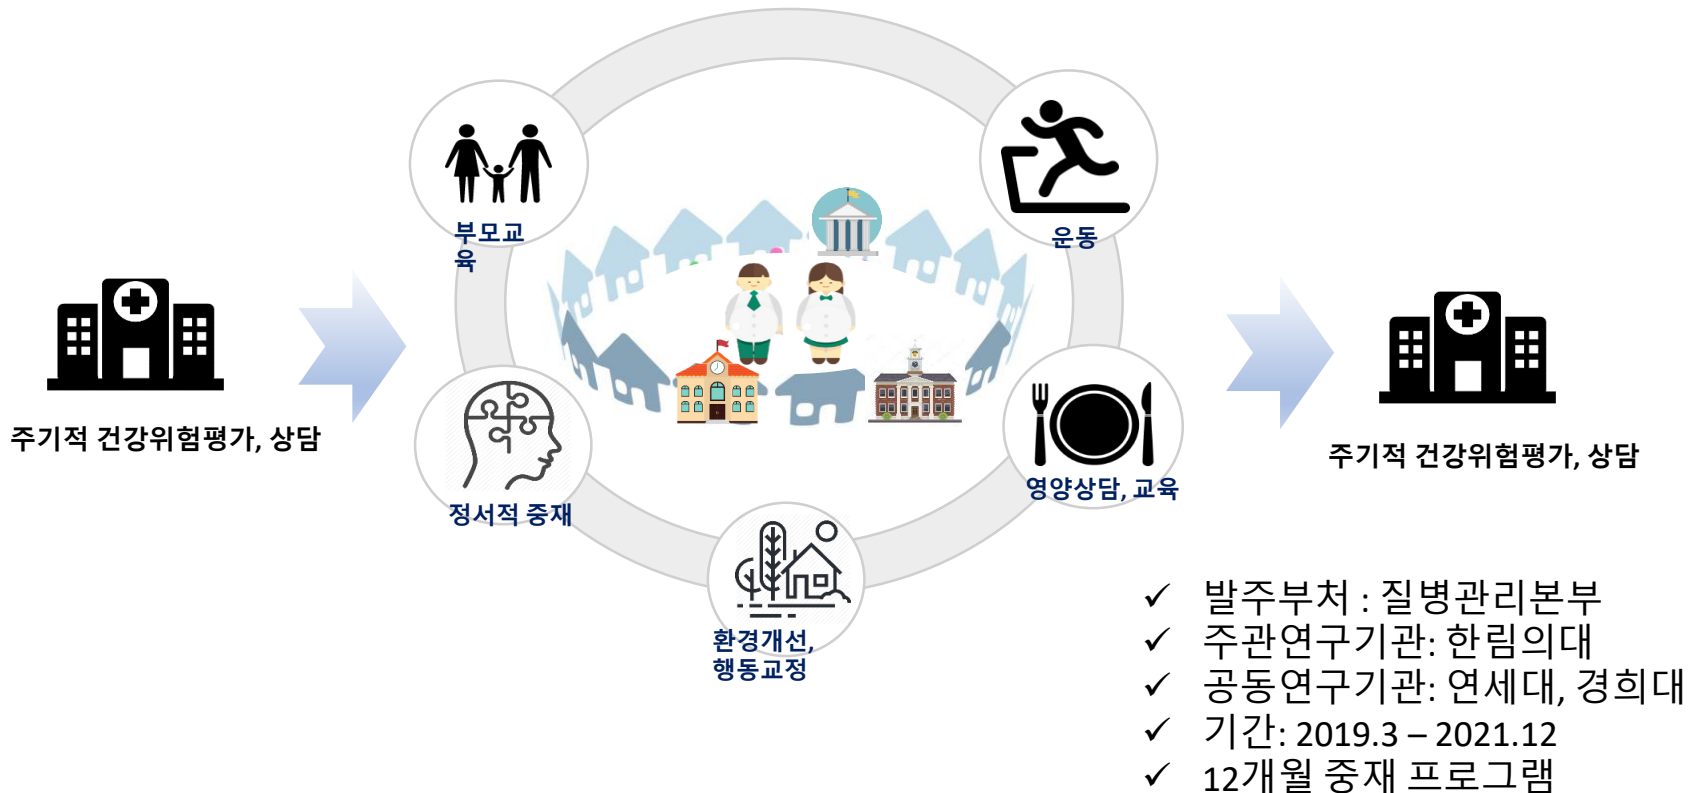 부모교
육
운동
주기적 건강위험평가, 상담
정서적 중재
영양상담, 교육
주기적 건강위험평가, 상담
환경개선,
행동교정
✓ 발주부처 : 질병관리본부
✓ 주관연구기관: 한림의대
✓ 공동연구기관: 연세대, 경희대
✓ 기간: 2019.3 – 2021.12
✓ 12개월 중재 프로그램